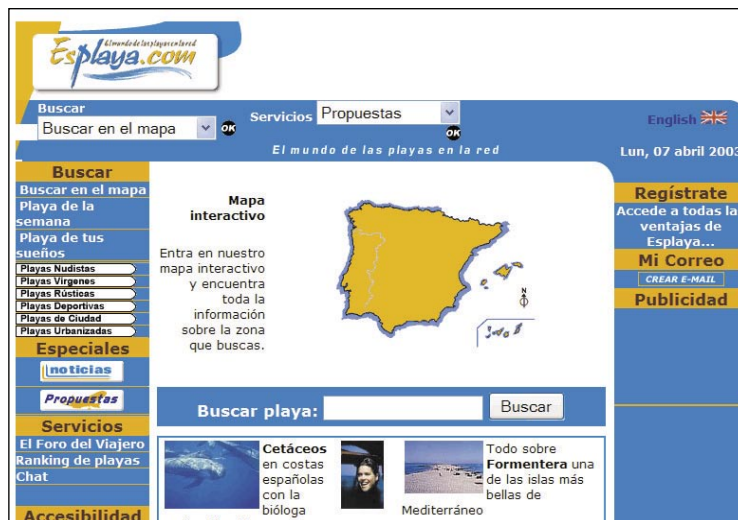 El mundo de las playas en la red
Esplaya.com
Buscar
Buscar en el mapa
OK
Servicios
Propuestas
OK
English
El mundo de las playas en la red
Lun, 07 abril 2003
Buscar
Buscar en el mapa
Playa de la
semana
Playa de tus
sueños
Playas Nudistas
Playas Vírgenes
Playas Rústicas
Playas Deportivas
Playas de Ciudad
Playas Urbanizadas
Especiales
noticias
Propuestas
Servicios
El Foro del Viajero
Ranking de playas
Chat
Accesibilidad
Mapa
interactivo
Entra en nuestro
mapa interactivo
y encuentra
toda la
información
sobre la zona
que buscas.
N
Buscar playa:
Buscar
Cetáceos
en costas
españolas
con la
bióloga
Todo sobre
Formentera una
de las islas más
bellas de
Mediterráneo
Regístrate
Accede a todas la
ventajas de
Esplaya...
Mi Correo
CREAR E-MAIL
Publicidad